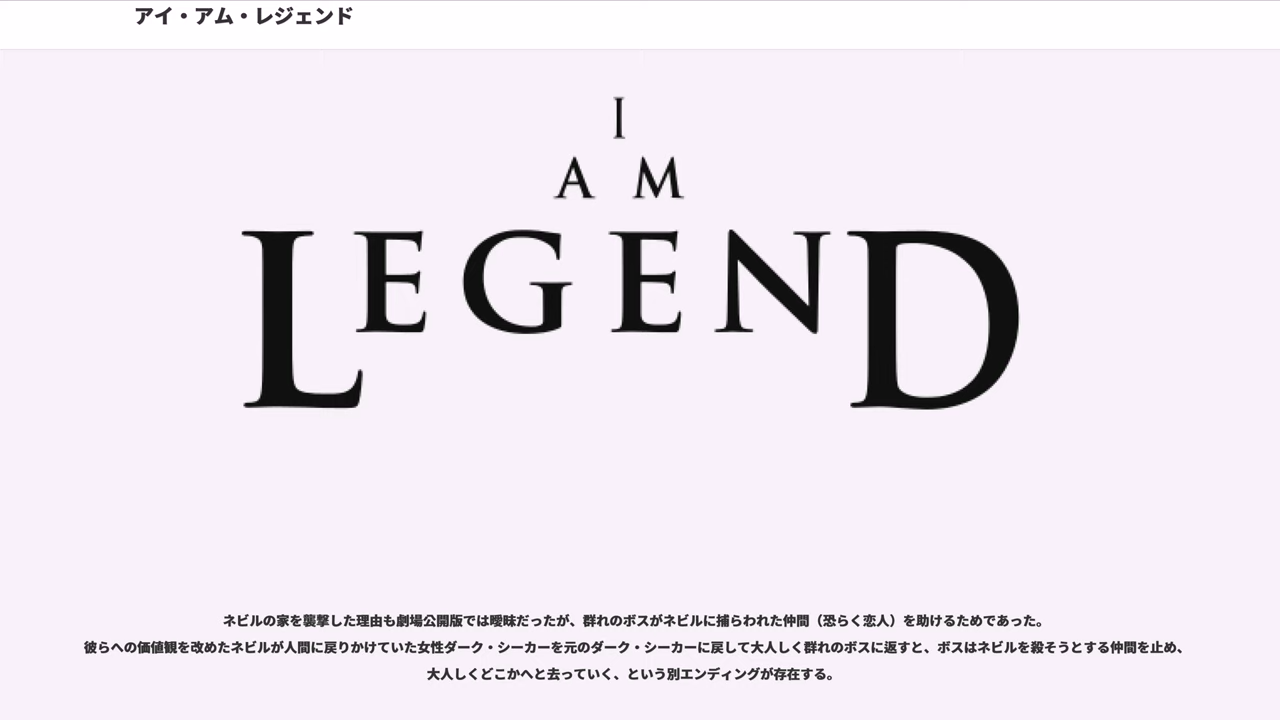 アイ・アム・レジェンド
I
AM
LEGEND
ネビルの家を襲撃した理由も劇場公開版では曖昧だったが、群れのボスがネビルに捕らわれた仲間（恐らく恋人）を助けるためであった。
彼らへの価値観を改めたネビルが人間に戻りかけていた女性ダーク・シーカーを元のダーク・シーカーに戻して大人しく群れのボスに返すと、ボスはネビルを殺そうとする仲間を止め、
大人しくどこかへと去っていく、という別エンディングが存在する。